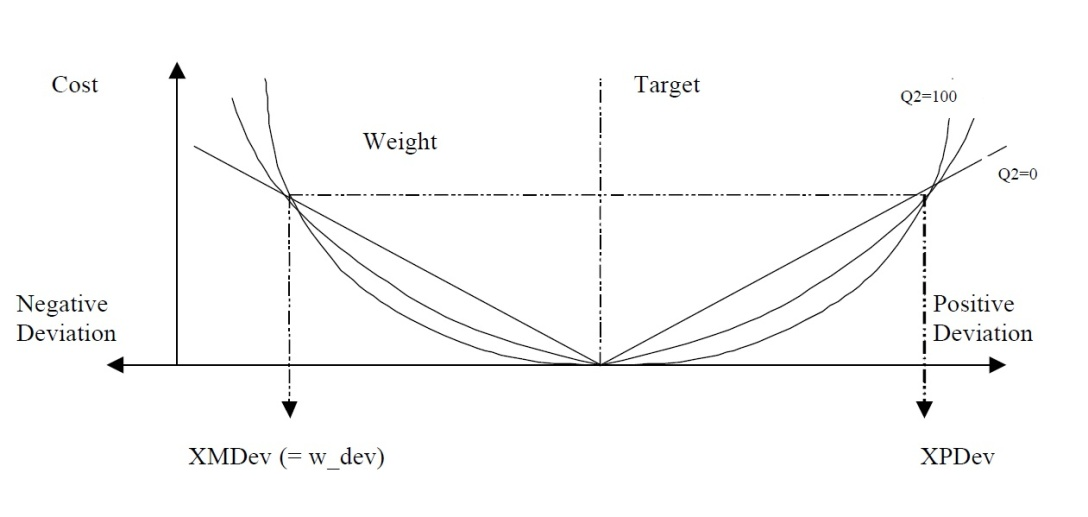 Cost
Target
Q2=100
Weight
Q2=0
Negative
Deviation
Positive
Deviation
XMDev (= w_dev)
XPDev